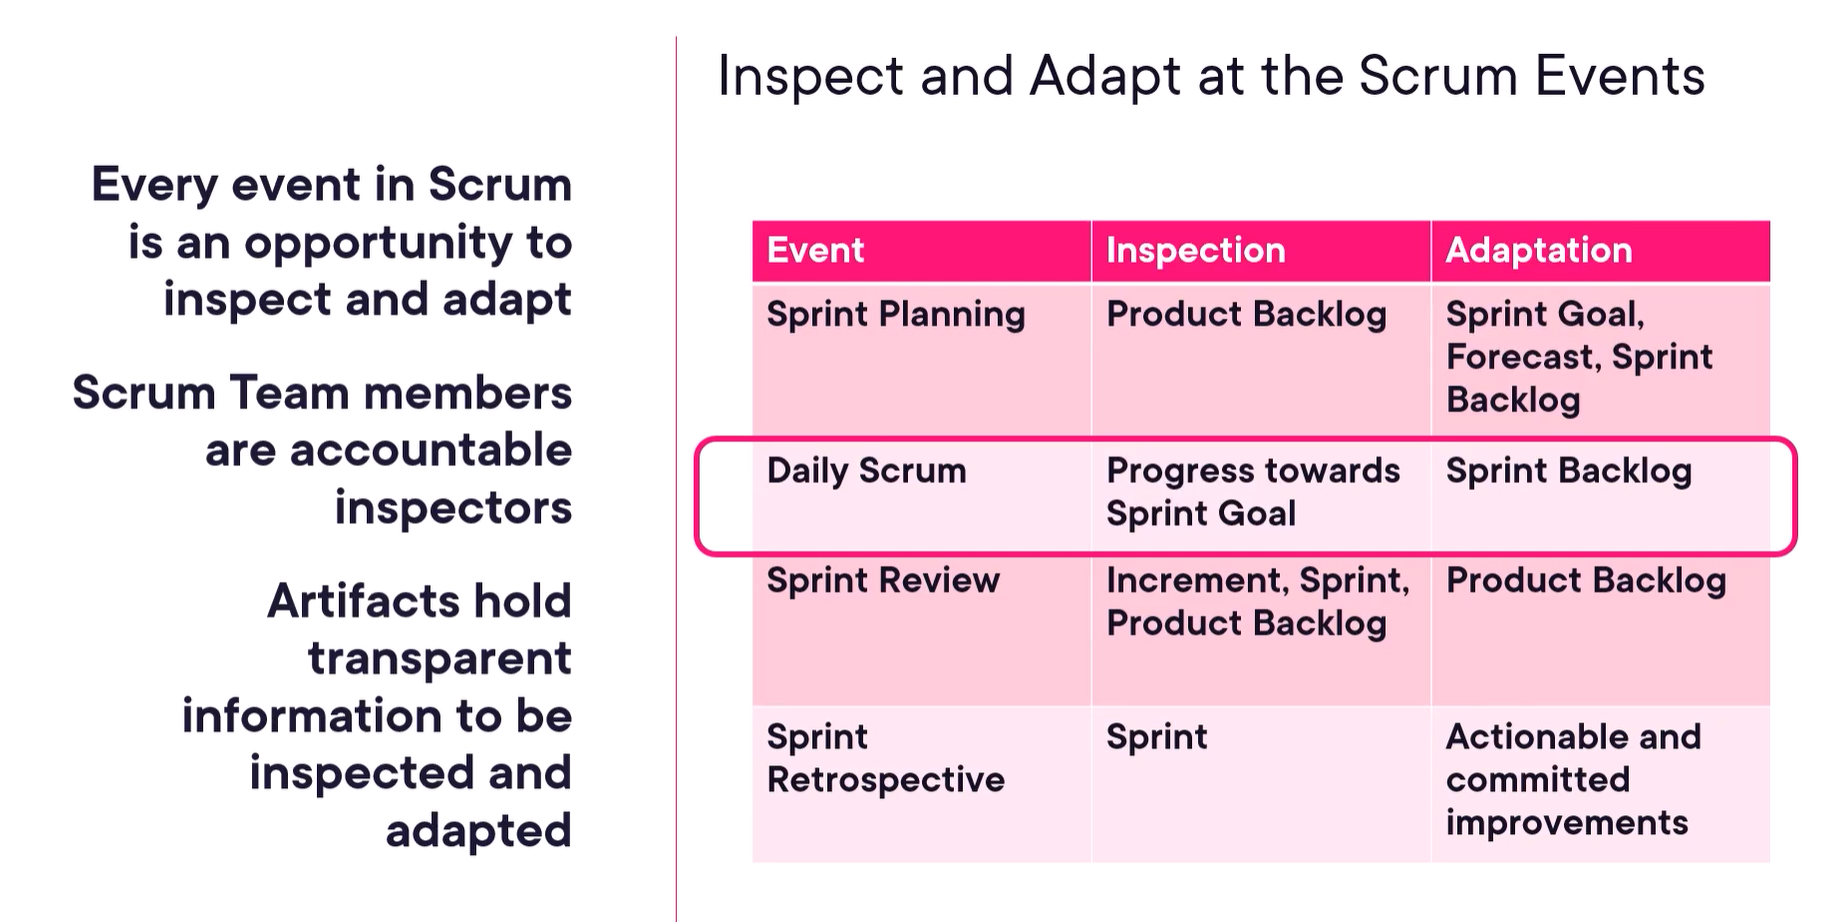 Inspect and Adapt at the Scrum Events
Every event in Scrum
is an opportunity to
inspect and adapt
Scrum Team members
are accountable
inspectors
Artifacts hold
transparent
information to be
inspected and
adapted
Event Inspection Adaptation
Sprint Planning Product Backlog Sprint Goal,
Forecast, Sprint
Backlog
Daily Scrum Progress towards Sprint Backlog
Sprint Goal
Sprint Review Increment, Sprint, Product Backlog
Product Backlog
Sprint Sprint Actionable and
Retrospective committed
improvements